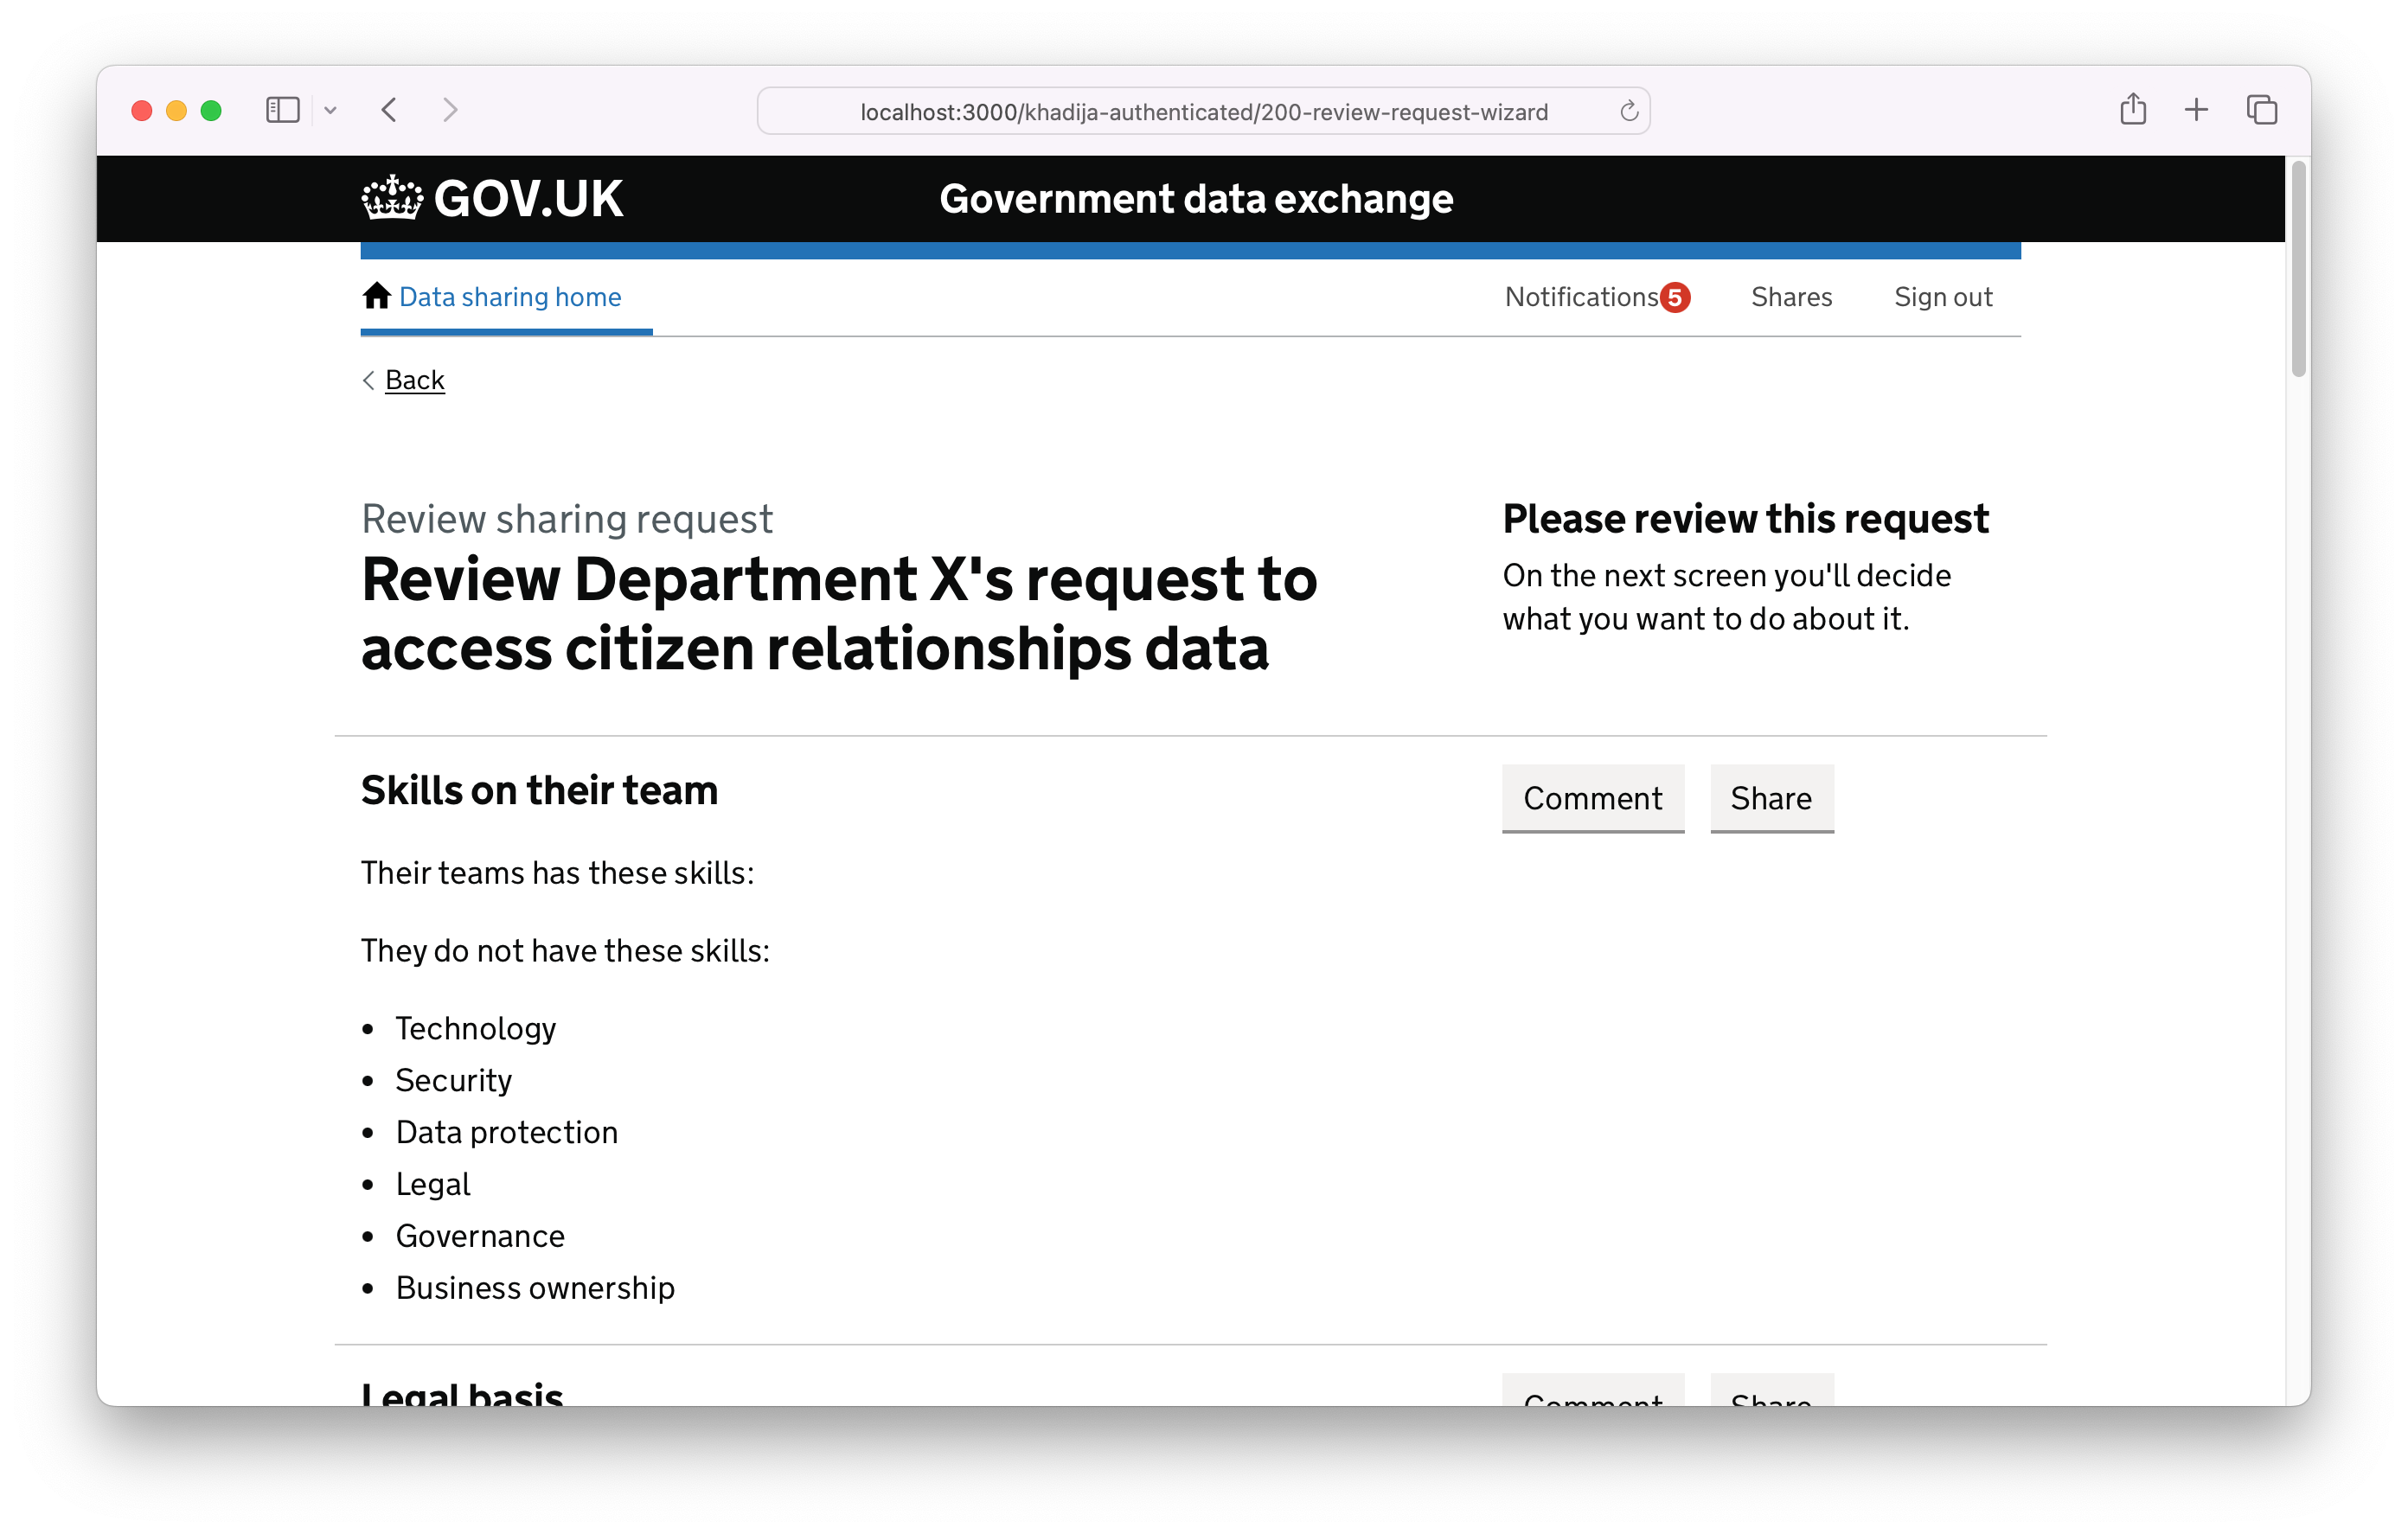 localhost:3000/khadija-authenticated/200-review-request-wizard
GOV.UK
Government data exchange
Data sharing home
Notifications 5
Shares
Sign out
Back
Review sharing request
Review Department X's request to
access citizen relationships data
Please review this request
On the next screen you'll decide
what you want to do about it.
Skills on their team
Comment
Share
Their teams has these skills:
They do not have these skills:
• Technology
• Security
• Data protection
• Legal
• Governance
• Business ownership
Legal basis
Comment
Share